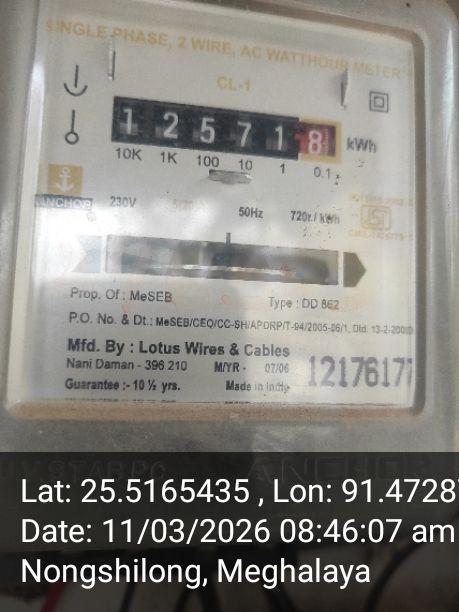 SINGLE PHASE, 2 WIRE, AC WATTHOUR METER
CL-1
1 2 5 7 1 8 kWh
10K 1K 100 10 1 0.1
ANCHOR 230V 50Hz 720r/kWh
Prop. Of : MeSEB Type : DD 862
P.O. No. & Dt.: MeSEB/CEO/CC-SH/APDRP/T-94/2005-06/1, Dtd. 13-2-2006
Mfd. By : Lotus Wires & Cables
Nani Daman - 396 210 M/YR - 07/06
Guarantee :- 10 ½ yrs. Made in India
12176177
Lat: 25.5165435 , Lon: 91.4728
Date: 11/03/2026 08:46:07 am
Nongshilong, Meghalaya